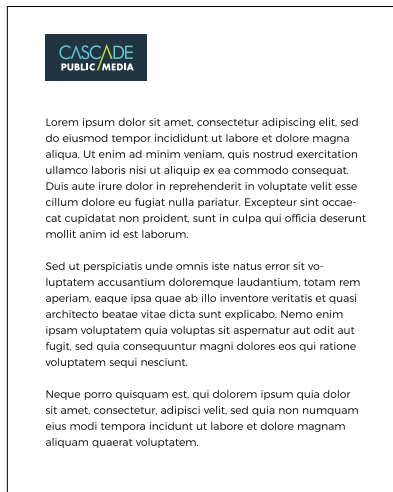 CASCADE
PUBLIC MEDIA
Lorem ipsum dolor sit amet, consectetur adipiscing elit, sed
do eiusmod tempor incididunt ut labore et dolore magna
aliqua. Ut enim ad minim veniam, quis nostrud exercitation
ullamco laboris nisi ut aliquip ex ea commodo consequat.
Duis aute irure dolor in reprehenderit in voluptate velit esse
cillum dolore eu fugiat nulla pariatur. Excepteur sint occae-
cat cupidatat non proident, sunt in culpa qui officia deserunt
mollit anim id est laborum.
Sed ut perspiciatis unde omnis iste natus error sit vo-
luptatem accusantium doloremque laudantium, totam rem
aperiam, eaque ipsa quae ab illo inventore veritatis et quasi
architecto beatae vitae dicta sunt explicabo. Nemo enim
ipsam voluptatem quia voluptas sit aspernatur aut odit aut
fugit, sed quia consequuntur magni dolores eos qui ratione
voluptatem sequi nesciunt.
Neque porro quisquam est, qui dolorem ipsum quia dolor
sit amet, consectetur, adipisci velit, sed quia non numquam
eius modi tempora incidunt ut labore et dolore magnam
aliquam quaerat voluptatem.